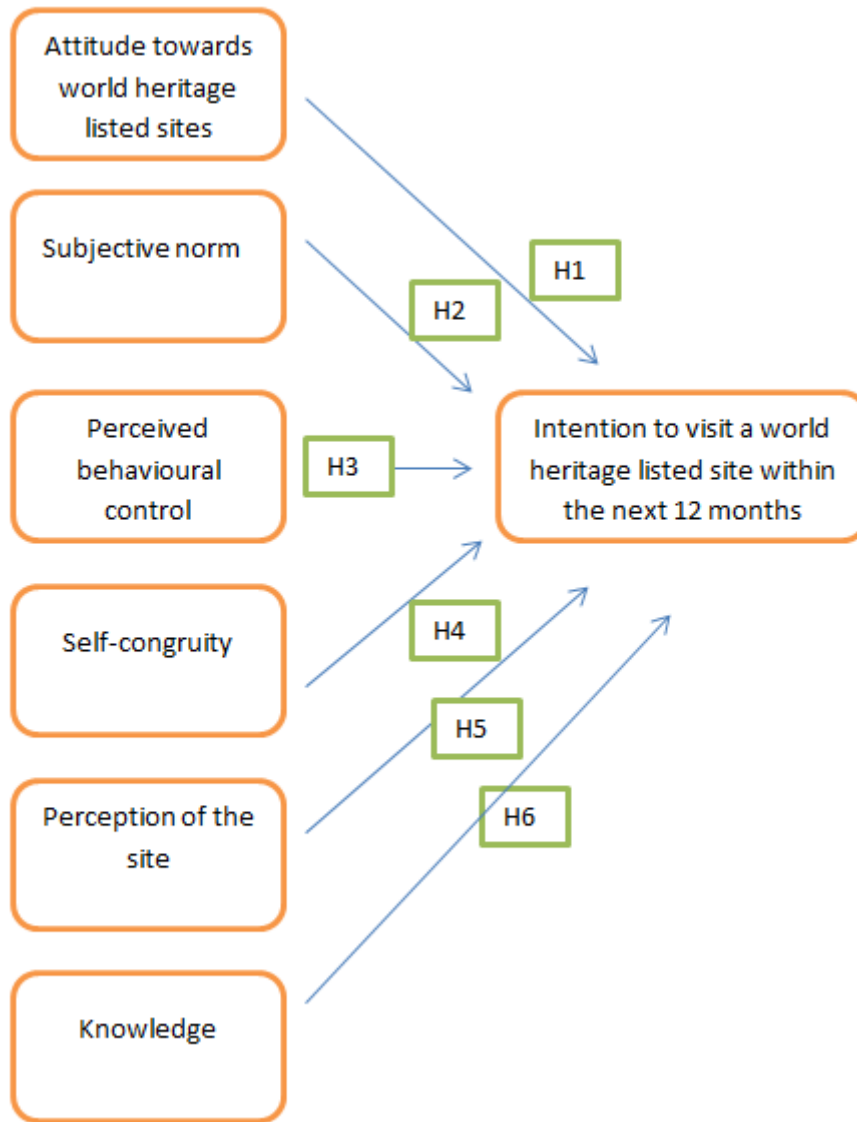 Attitude towards
world heritage
listed sites
Subjective norm
H1
H2
Perceived
behavioural
control
H3
Intention to visit a world
heritage listed site within
the next 12 months
Self-congruity
H4
H5
Perception of the
site
H6
Knowledge